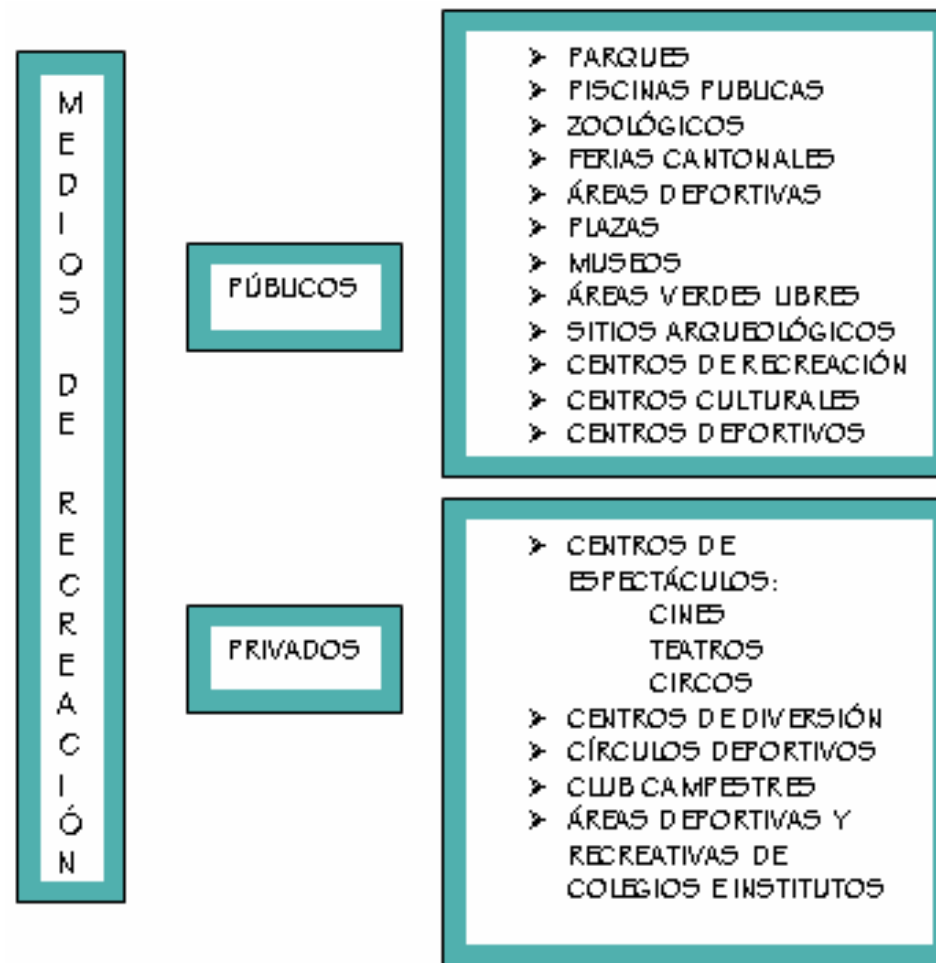 MEDIOS DE RECREACIÓN
PÚBLICOS
➢ PARQUES
➢ PISCINAS PUBLICAS
➢ ZOOLÓGICOS
➢ FERIAS CANTONALES
➢ ÁREAS DEPORTIVAS
➢ PLAZAS
➢ MUSEOS
➢ ÁREAS VERDES LIBRES
➢ SITIOS ARQUEOLÓGICOS
➢ CENTROS DE RECREACIÓN
➢ CENTROS CULTURALES
➢ CENTROS DEPORTIVOS
PRIVADOS
➢ CENTROS DE
ESPECTÁCULOS:
CINES
TEATROS
CIRCOS
➢ CENTROS DE DIVERSIÓN
➢ CÍRCULOS DEPORTIVOS
➢ CLUB CAMPESTRES
➢ ÁREAS DEPORTIVAS Y
RECREATIVAS DE
COLEGIOS E INSTITUTOS